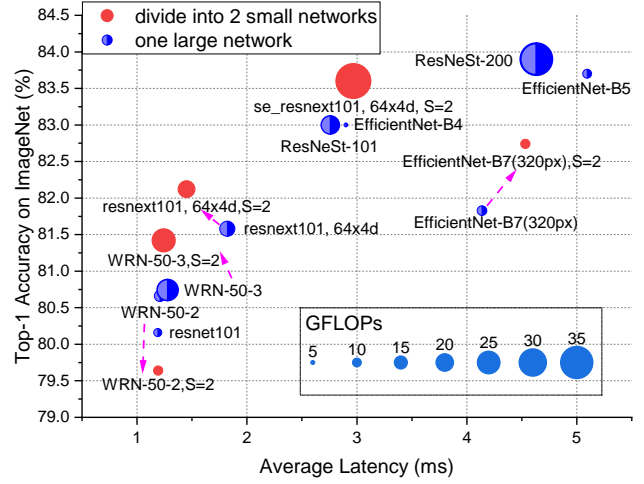 divide into 2 small networks
one large network
84.5
84.0
83.5
83.0
82.5
82.0
81.5
81.0
80.5
80.0
79.5
79.0
Top-1 Accuracy on ImageNet (%)
ResNeSt-200
EfficientNet-B5
se_resnext101, 64x4d, S=2
EfficientNet-B4
ResNeSt-101
EfficientNet-B7(320px),S=2
resnext101, 64x4d,S=2
EfficientNet-B7(320px)
resnext101, 64x4d
WRN-50-3,S=2
WRN-50-3
WRN-50-2
resnet101
WRN-50-2,S=2
GFLOPs
5 10 15 20 25 30 35
1 2 3 4 5
Average Latency (ms)